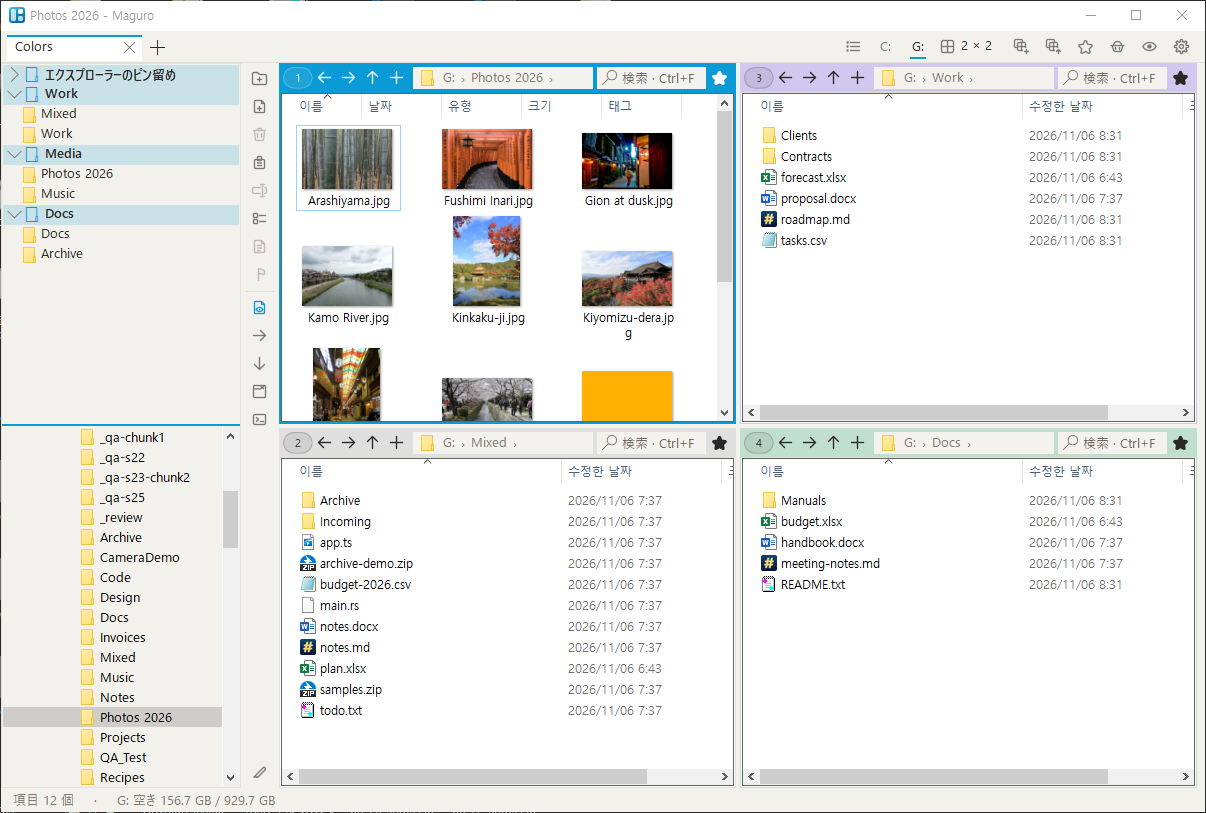 Photos 2026 - Maguro
Colors
C:
G:
2 × 2
エクスプローラーのピン留め
Work
Mixed
Work
Media
Photos 2026
Music
Docs
Docs
Archive
_qa-chunk1
_qa-s22
_qa-s23-chunk2
_qa-s25
_review
Archive
CameraDemo
Code
Design
Docs
Invoices
Mixed
Music
Notes
Photos 2026
Projects
QA_Test
Recipes
1
G: › Photos 2026 ›
検索 · Ctrl+F
이름 날짜 유형 크기 태그
Arashiyama.jpg
Fushimi Inari.jpg
Gion at dusk.jpg
Kamo River.jpg
Kinkaku-ji.jpg
Kiyomizu-dera.jp
g
3
G: › Work ›
検索 · Ctrl+F
이름 수정한 날짜
Clients 2026/11/06 8:31
Contracts 2026/11/06 8:31
forecast.xlsx 2026/11/06 6:43
proposal.docx 2026/11/06 7:37
roadmap.md 2026/11/06 8:31
tasks.csv 2026/11/06 8:31
2
G: › Mixed ›
検索 · Ctrl+F
이름 수정한 날짜
Archive 2026/11/06 7:37
Incoming 2026/11/06 7:37
app.ts 2026/11/06 7:37
archive-demo.zip 2026/11/06 7:37
budget-2026.csv 2026/11/06 7:37
main.rs 2026/11/06 7:37
notes.docx 2026/11/06 7:37
notes.md 2026/11/06 7:37
plan.xlsx 2026/11/06 6:43
samples.zip 2026/11/06 7:37
todo.txt 2026/11/06 7:37
4
G: › Docs ›
検索 · Ctrl+F
이름 수정한 날짜
Manuals 2026/11/06 8:31
budget.xlsx 2026/11/06 6:43
handbook.docx 2026/11/06 7:37
meeting-notes.md 2026/11/06 7:37
README.txt 2026/11/06 8:31
項目 12 個 · G: 空き 156.7 GB / 929.7 GB